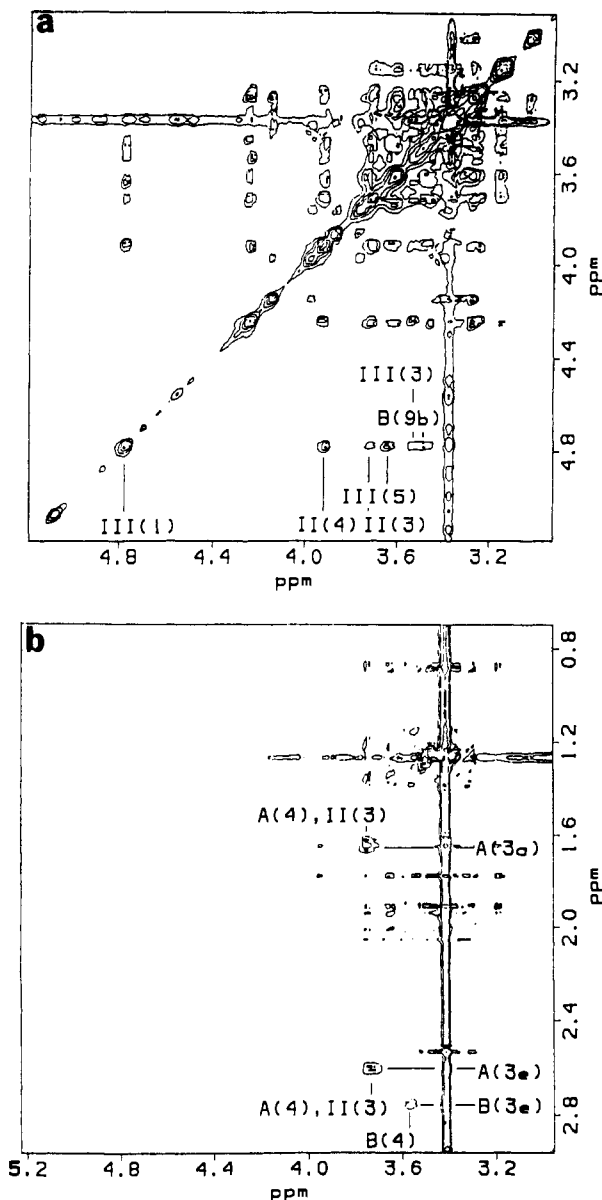 a
3.2
3.6
4.0
ppm
4.4
III(3)
B(9b)
4.8
III(5)
III(1)
II(4) II(3)
4.8
4.4
4.0
3.6
3.2
ppm
b
0.8
1.2
A(4),II(3)
1.6
A(3a)
ppm
2.0
2.4
A(3e)
A(4),II(3)
B(3e)
2.8
B(4)
5.2
4.8
4.4
4.0
3.6
3.2
ppm